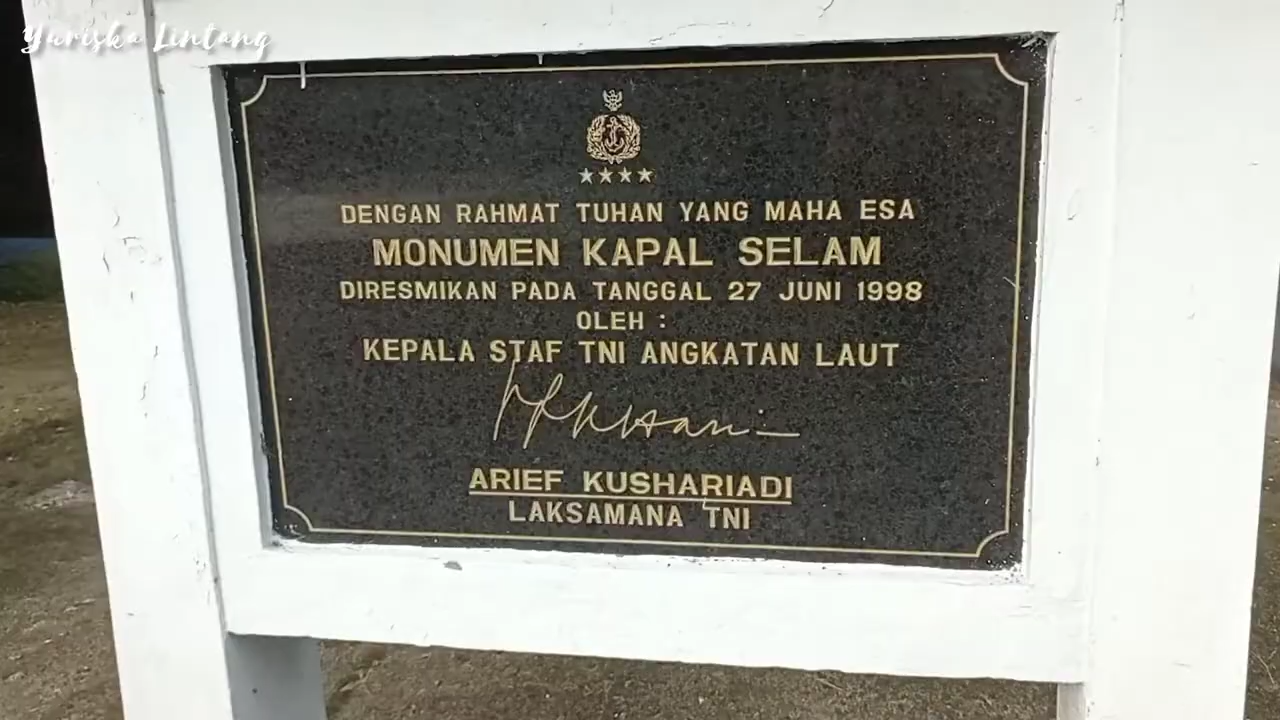 Yuriska Lintang
DENGAN RAHMAT TUHAN YANG MAHA ESA
MONUMEN KAPAL SELAM
DIRESMIKAN PADA TANGGAL 27 JUNI 1998
OLEH :
KEPALA STAF TNI ANGKATAN LAUT
ARIEF KUSHARIADI
LAKSAMANA TNI